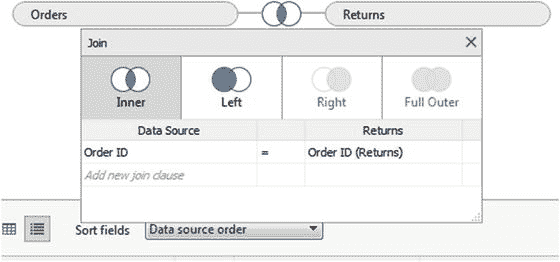 Orders Returns
Join
Inner Left Right Full Outer
Data Source Returns
Order ID = Order ID (Returns)
Add new join clause
Sort fields Data source order